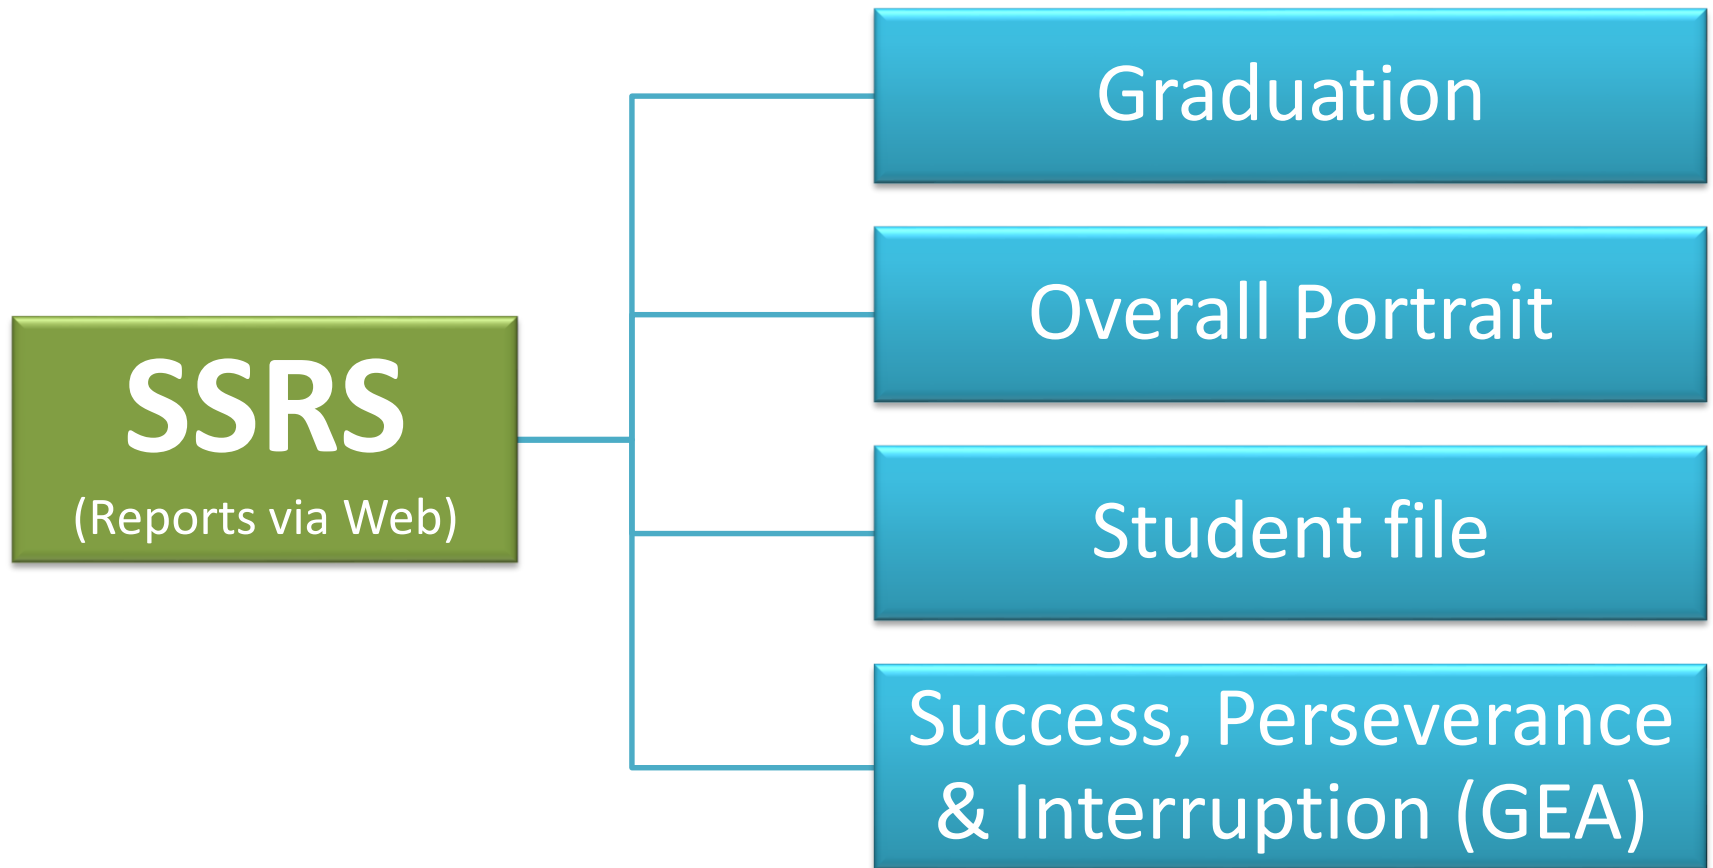 SSRS
(Reports via Web)
Graduation
Overall Portrait
Student file
Success, Perseverance
& Interruption (GEA)